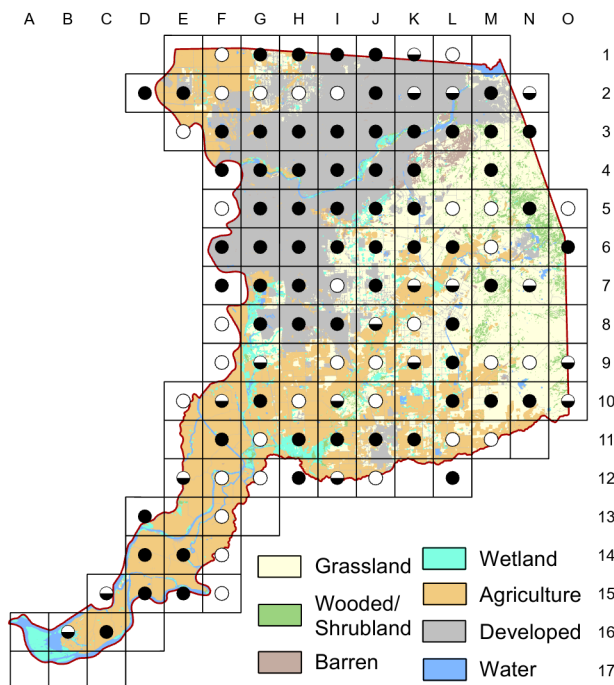 A B C D E F G H I J K L M N O
1
2
3
4
5
6
7
8
9
10
11
12
13
14
15
16
17
Grassland
Wooded/
Shrubland
Barren
Wetland
Agriculture
Developed
Water